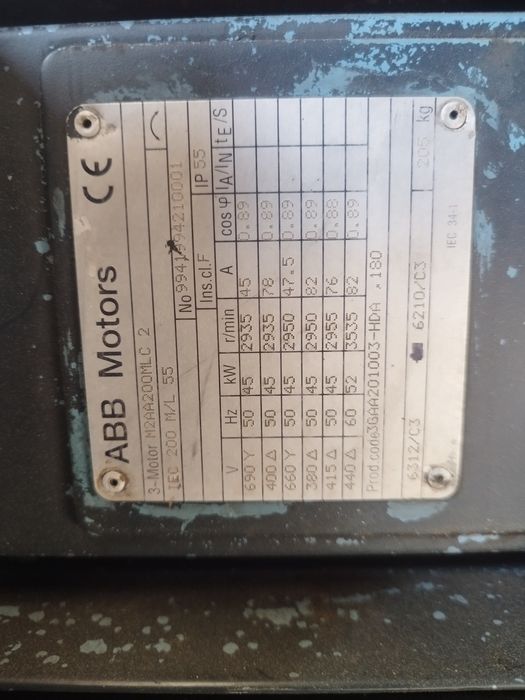 ABB Motors CE
3-Motor M2AA200MLC 2
IEC 200 M/L 55
No
Ins.cl.F IP 55
V Hz kW r/min A cos φ IA/IN tE/S
690 Y 50 45 2935 45 0.89
400 Δ 50 45 2935 78 0.89
660 Y 50 45 2950 47.5 0.89
380 Δ 50 45 2950 82 0.89
415 Δ 50 45 2955 76 0.88
440 Δ 60 52 3535 82 0.89
Prod code 3GAA201003-HDA .180
6312/C3 6210/C3 205 kg
IEC 34-1